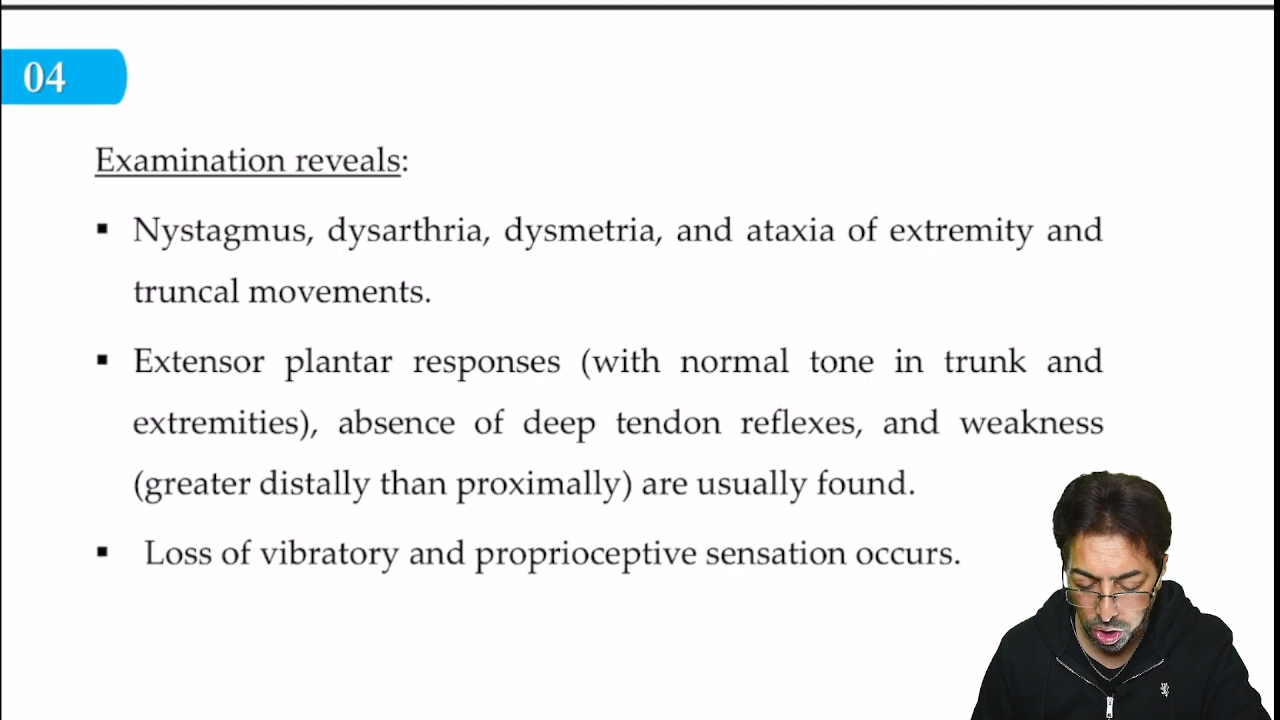 04
Examination reveals:
▪ Nystagmus, dysarthria, dysmetria, and ataxia of extremity and
truncal movements.
▪ Extensor plantar responses (with normal tone in trunk and
extremities), absence of deep tendon reflexes, and weakness
(greater distally than proximally) are usually found.
▪ Loss of vibratory and proprioceptive sensation occurs.